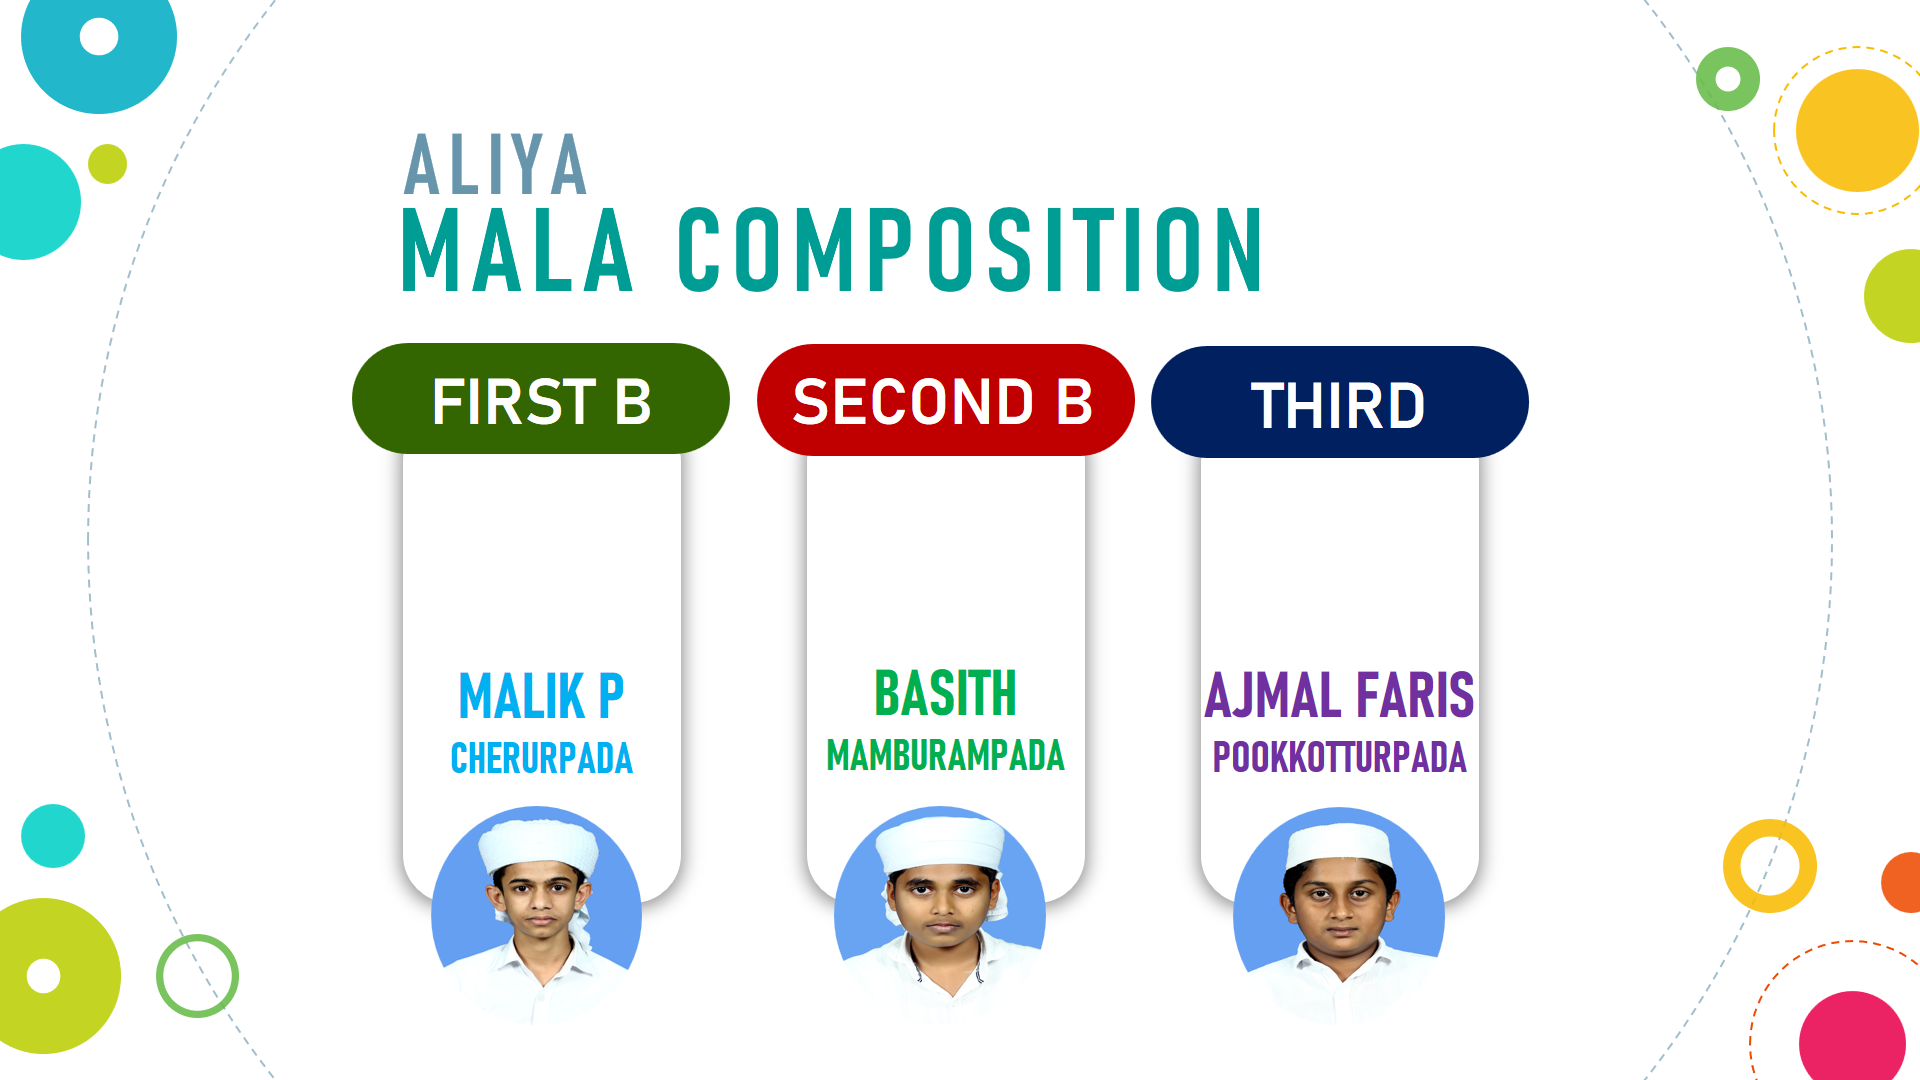 ALIYA
MALA COMPOSITION
FIRST B
SECOND B
THIRD
MALIK P
CHERURPADA
BASITH
MAMBURAMPADA
AJMAL FARIS
POOKKOTTURPADA